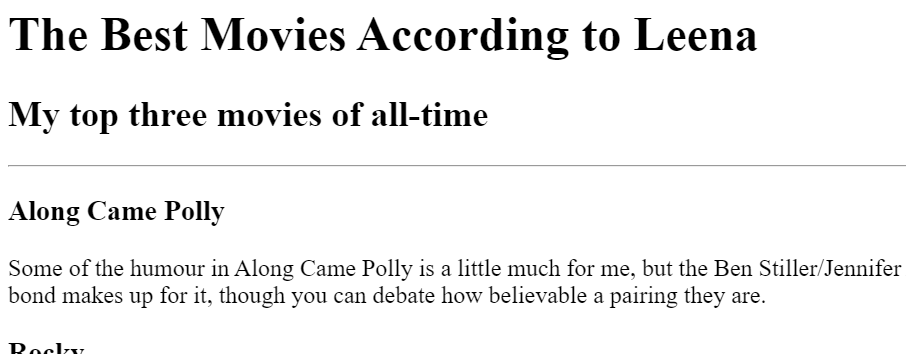 The Best Movies According to Leena
My top three movies of all-time
Along Came Polly
Some of the humour in Along Came Polly is a little much for me, but the Ben Stiller/Jennifer
bond makes up for it, though you can debate how believable a pairing they are.
Rocky